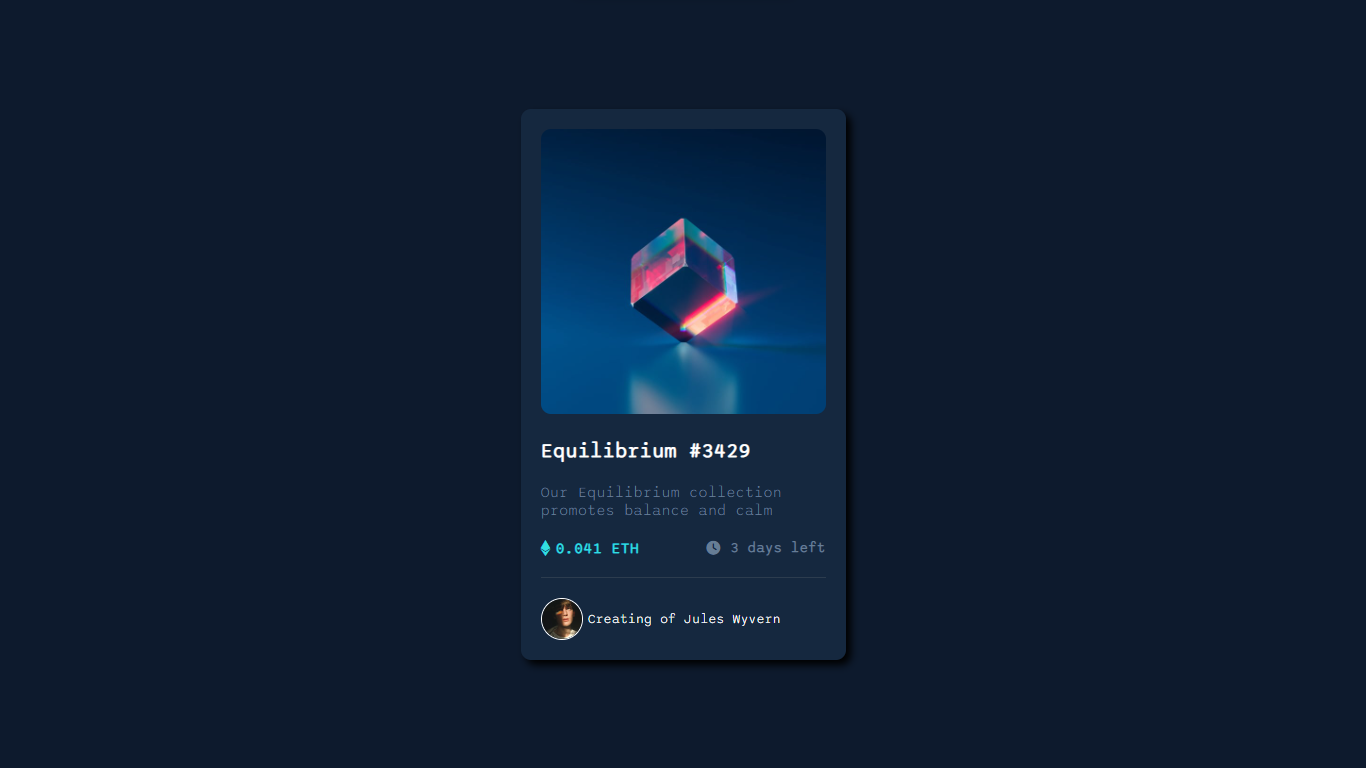 Equilibrium #3429
Our Equilibrium collection
promotes balance and calm
0.041 ETH
3 days left
Creating of Jules Wyvern